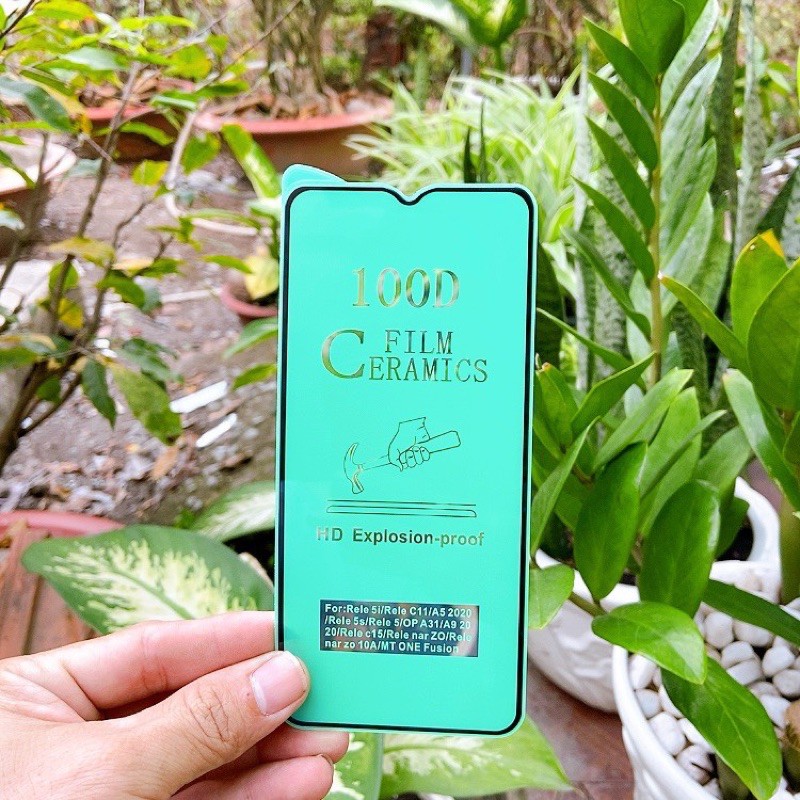 100D
FILM
CERAMICS
HD Explosion-proof
For:Rele 5i/Rele C11/A5 2020
/Rele 5s/Rele 5/OP A31/A9 20
20/Rele c15/Rele nar ZO/Rele
nar zo 10A/MT ONE Fusion